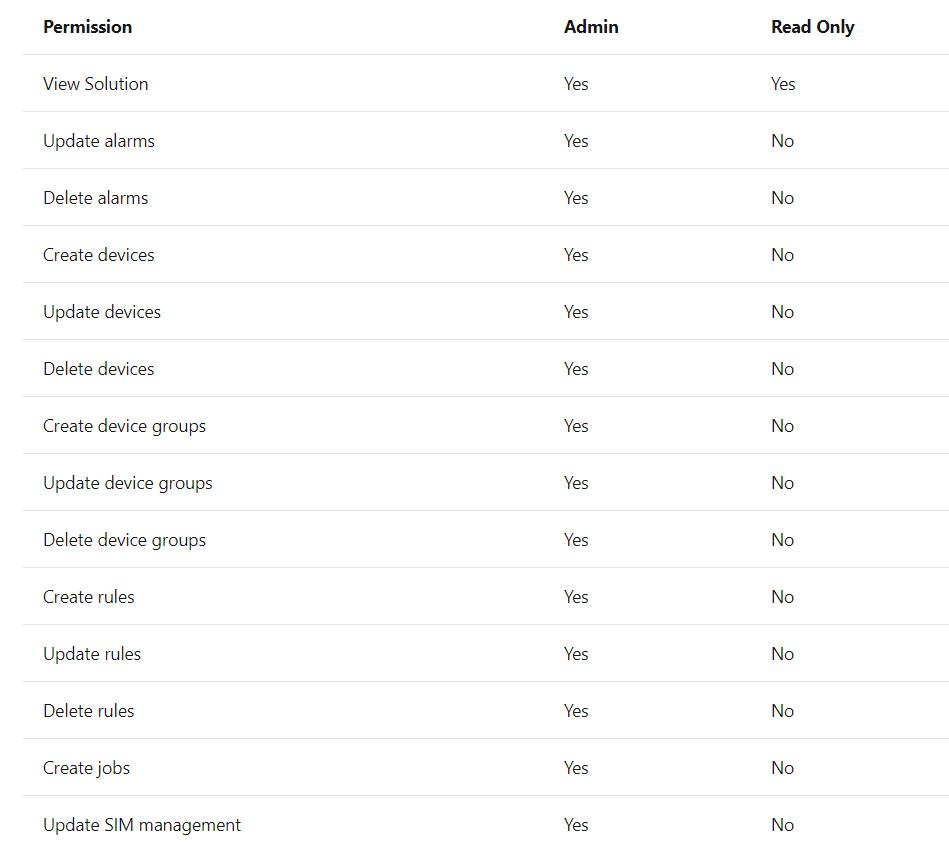 Permission Admin Read Only
View Solution Yes Yes
Update alarms Yes No
Delete alarms Yes No
Create devices Yes No
Update devices Yes No
Delete devices Yes No
Create device groups Yes No
Update device groups Yes No
Delete device groups Yes No
Create rules Yes No
Update rules Yes No
Delete rules Yes No
Create jobs Yes No
Update SIM management Yes No